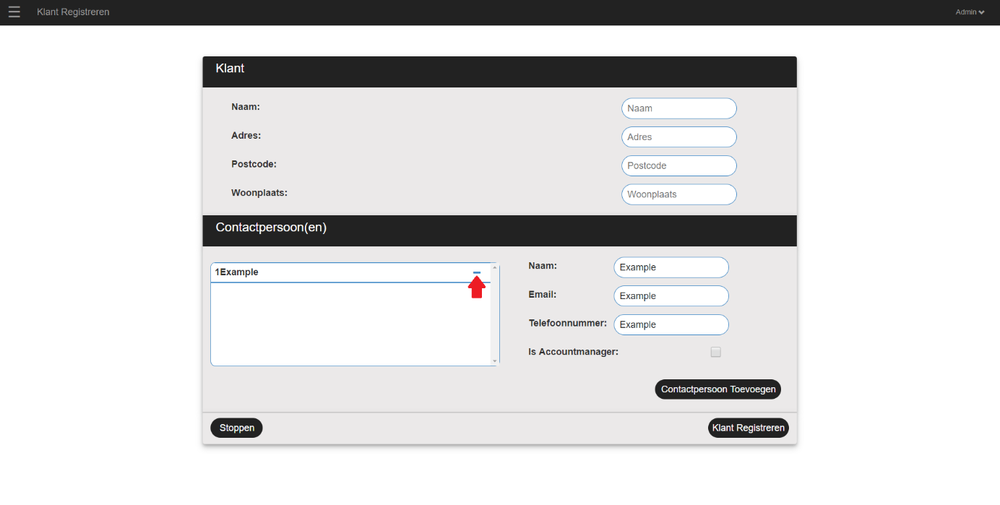 Klant Registreren
Admin
Klant
Naam: Naam
Adres: Adres
Postcode: Postcode
Woonplaats: Woonplaats
Contactpersoon(en)
1Example
Naam: Example
Email: Example
Telefoonnummer: Example
Is Accountmanager:
Contactpersoon Toevoegen
Stoppen
Klant Registreren